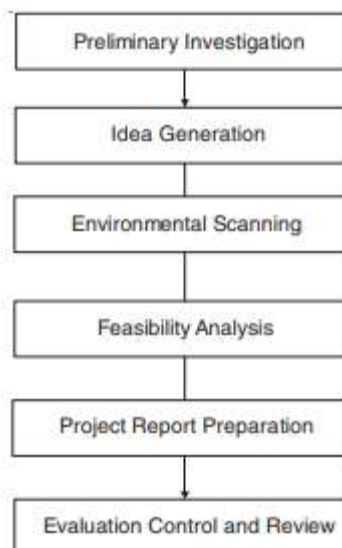 Preliminary Investigation
Idea Generation
Environmental Scanning
Feasibility Analysis
Project Report Preparation
Evaluation Control and Review